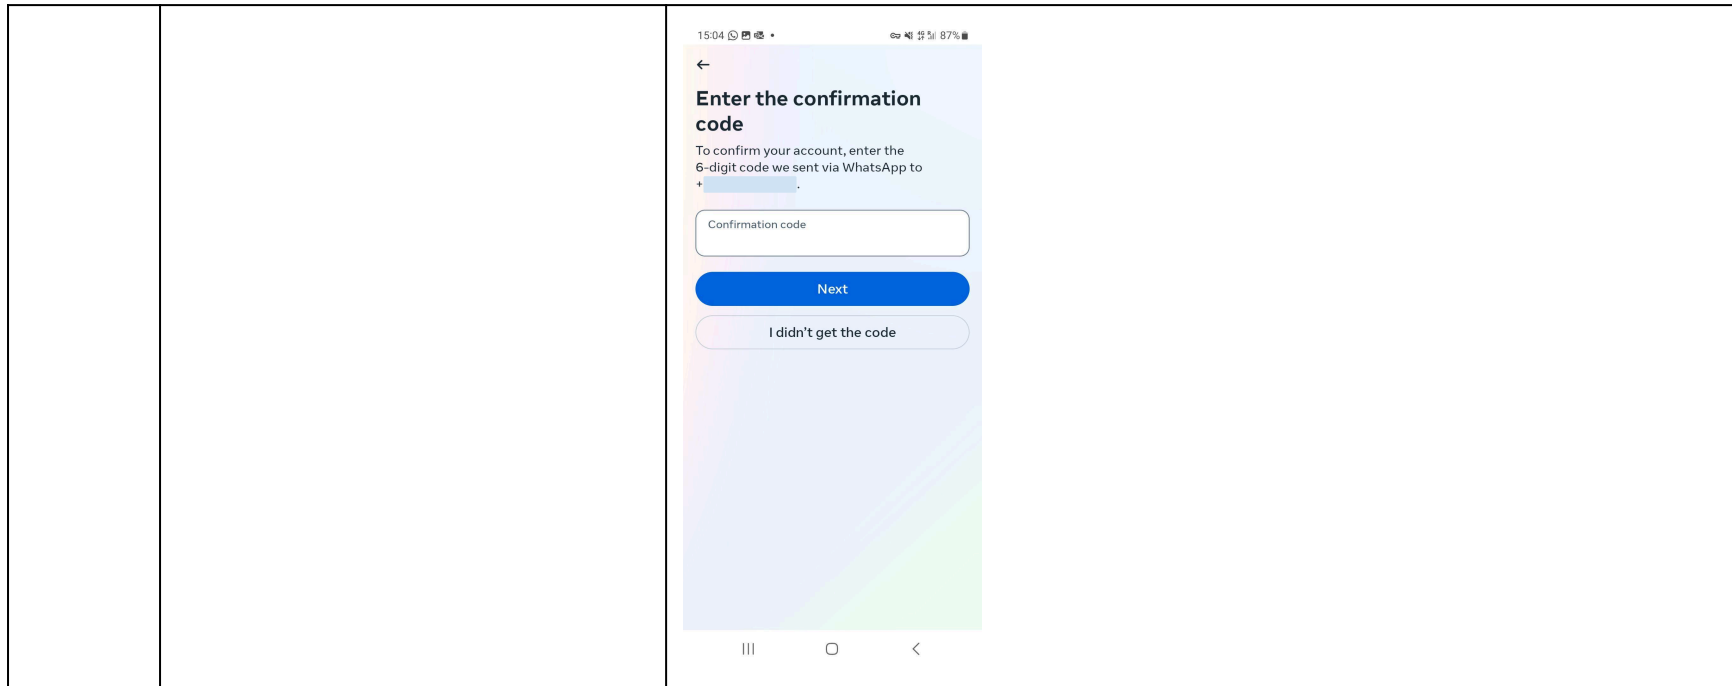 15:04 87%
Enter the confirmation
code
To confirm your account, enter the
6-digit code we sent via WhatsApp to
+ .
Confirmation code
Next
I didn't get the code